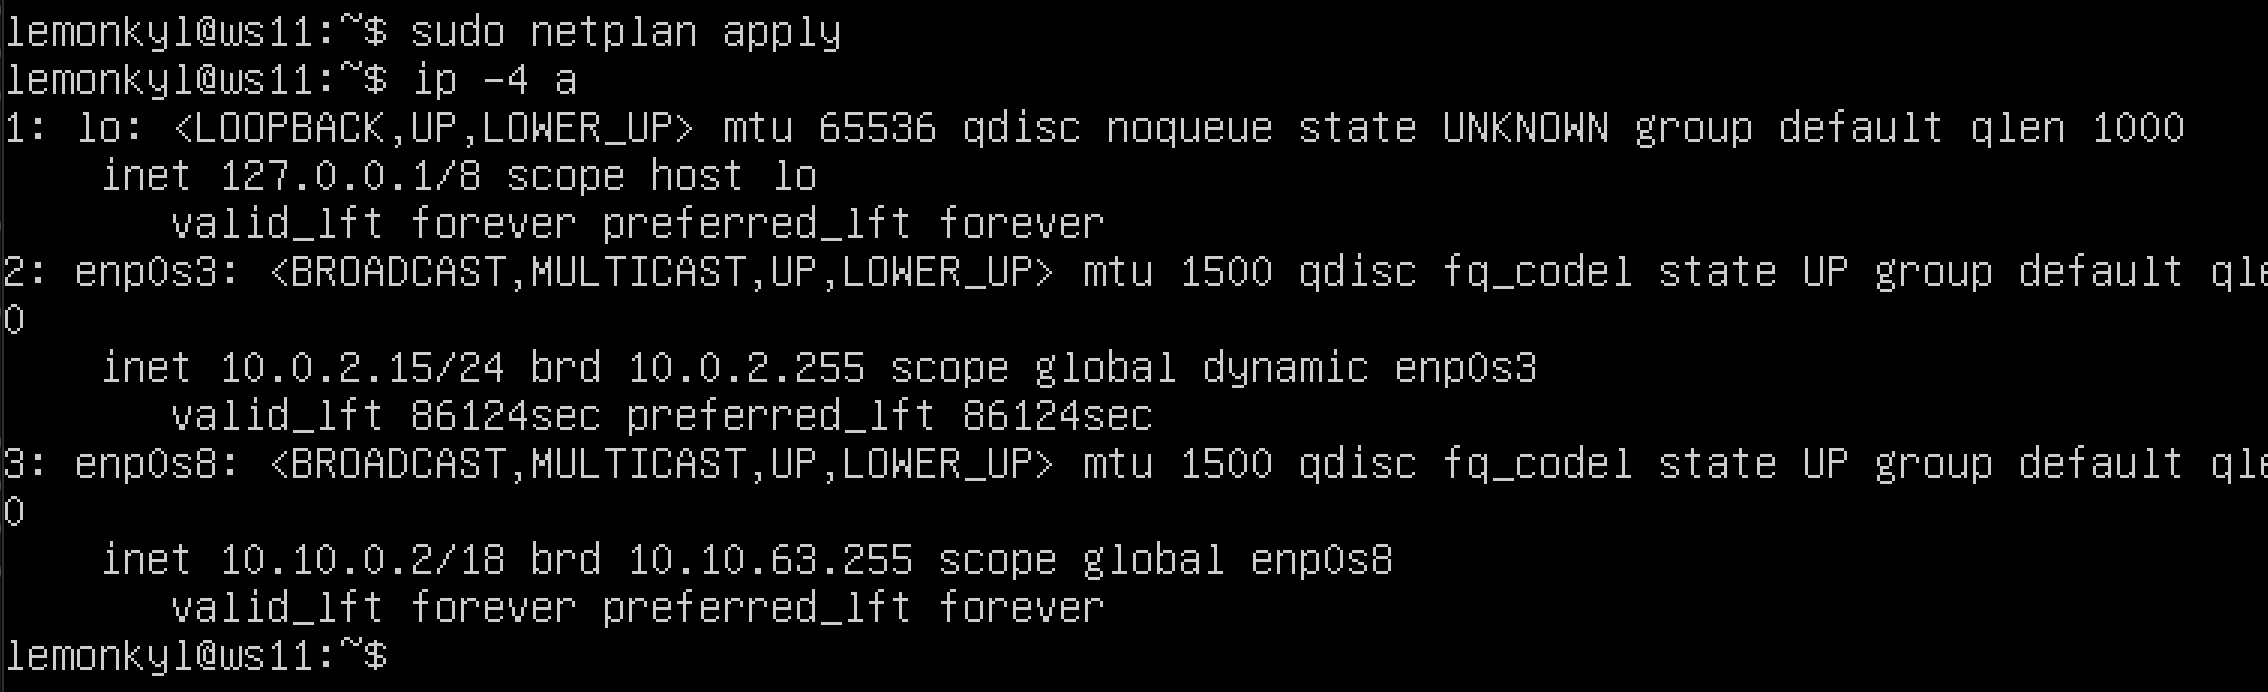 lemonkyl@ws11:~$ sudo netplan apply
lemonkyl@ws11:~$ ip -4 a
1: lo: <LOOPBACK,UP,LOWER_UP> mtu 65536 qdisc noqueue state UNKNOWN group default qlen 1000
inet 127.0.0.1/8 scope host lo
valid_lft forever preferred_lft forever
2: enp0s3: <BROADCAST,MULTICAST,UP,LOWER_UP> mtu 1500 qdisc fq_codel state UP group default qle
0
inet 10.0.2.15/24 brd 10.0.2.255 scope global dynamic enp0s3
valid_lft 86124sec preferred_lft 86124sec
3: enp0s8: <BROADCAST,MULTICAST,UP,LOWER_UP> mtu 1500 qdisc fq_codel state UP group default qle
0
inet 10.10.0.2/18 brd 10.10.63.255 scope global enp0s8
valid_lft forever preferred_lft forever
lemonkyl@ws11:~$